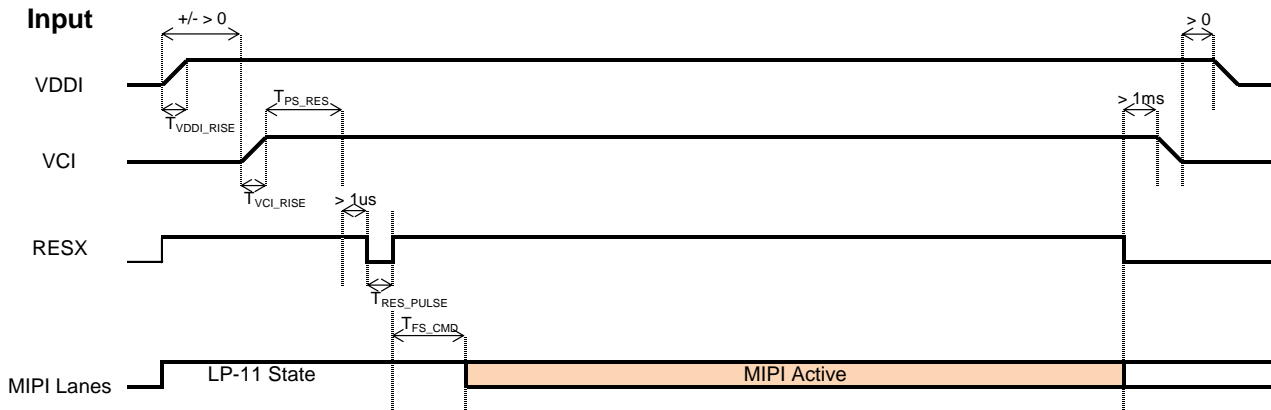 Input
+/- > 0
> 0
VDDI
TVDDI_RISE
TPS_RES
> 1ms
VCI
TVCI_RISE
> 1us
RESX
TRES_PULSE
TFS_CMD
MIPI Lanes
LP-11 State
MIPI Active